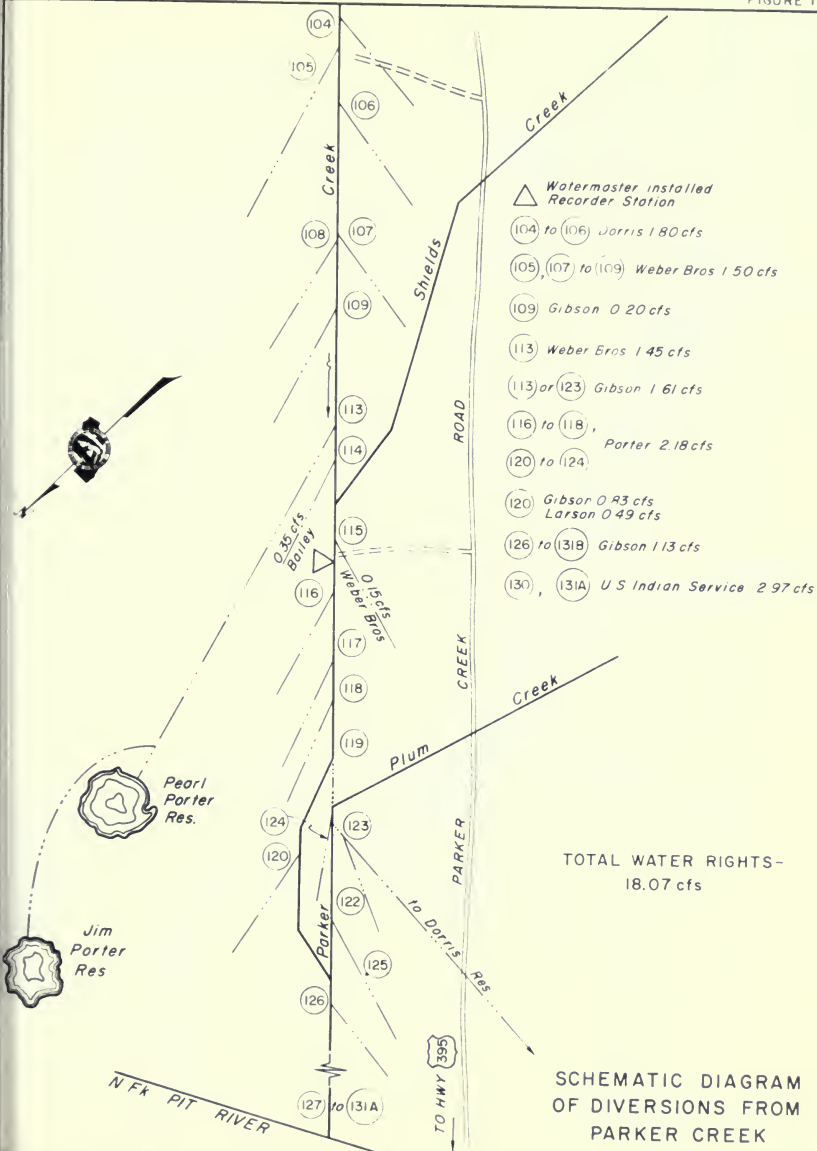 FIGURE 1
104
105
106
Creek
Creek
108
107
Shields
109
△ Watermaster installed
Recorder Station
104 to 106 Dorris 1 80 cfs
105, 107 to 109 Weber Bros 1 50 cfs
109 Gibson 0 20 cfs
113 Weber Bros 1 45 cfs
113 or 123 Gibson 1 61 cfs
116 to 118,
Porter 2.18 cfs
120 to 124
120 Gibson 0 83 cfs
Larson 0 49 cfs
126 to 131B Gibson 1 13 cfs
130, 131A U S Indian Service 2 97 cfs
113
114
ROAD
115
0 35 cfs
Bailey
0 15 cfs
Weber Bros
116
117
118
119
CREEK
Creek
Plum
Pearl
Porter
Res.
124
123
120
PARKER
TOTAL WATER RIGHTS-
18.07 cfs
Jim
Porter
Res
Parker
122
125
to Dorris Res
126
395
TO HWY
N Fk PIT RIVER
127 to 131A
SCHEMATIC DIAGRAM
OF DIVERSIONS FROM
PARKER CREEK